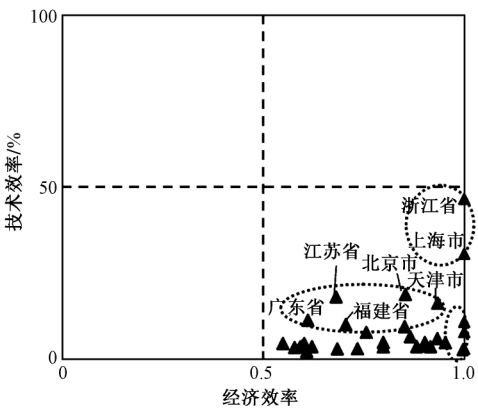 100
技术效率/%
50
浙江省
上海市
江苏省
北京市
天津市
广东省
福建省
0
0
0.5
1.0
经济效率